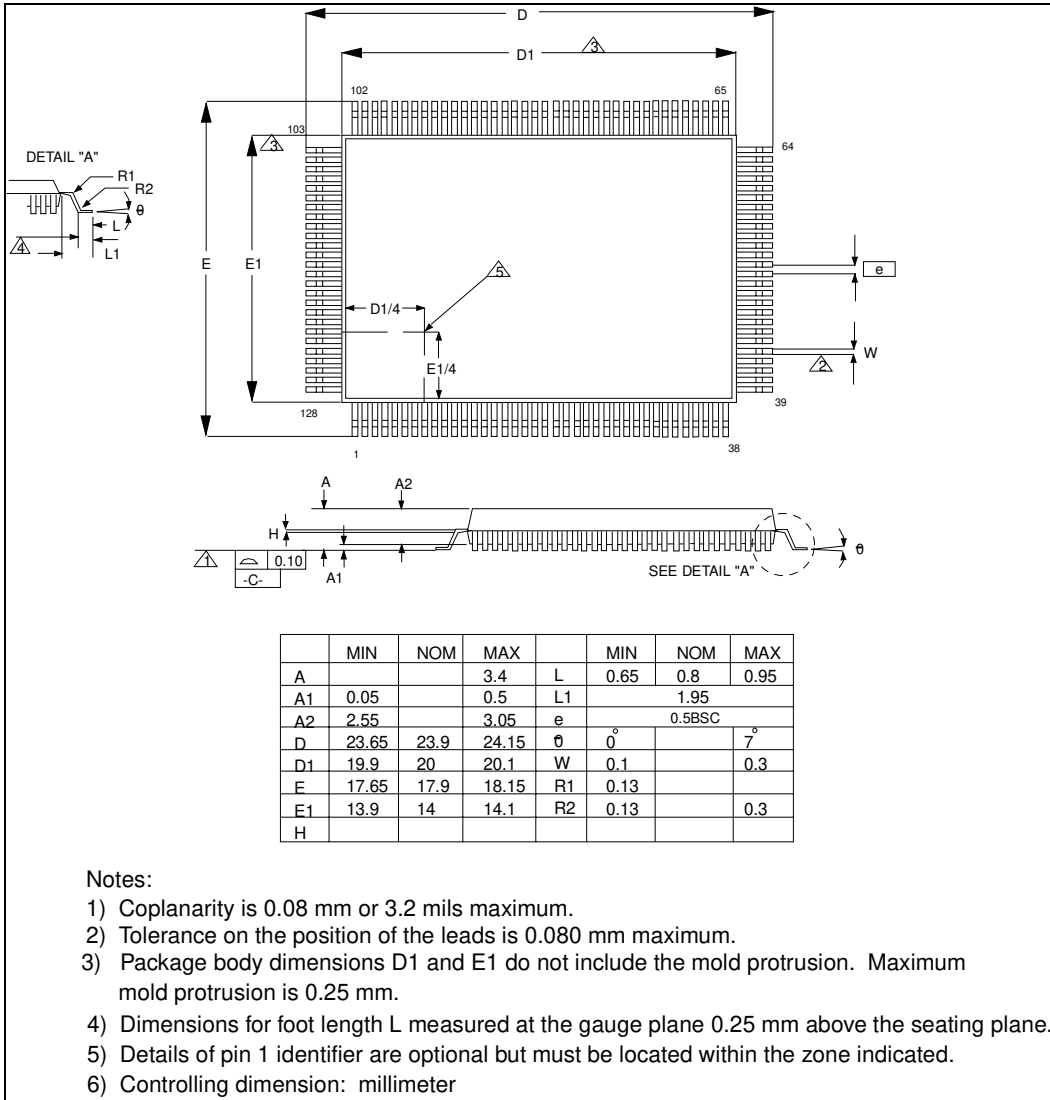 D
D1
3
102
65
103
3
64
DETAIL "A"
R1
R2
θ
L
4
L1
E
E1
5
e
D1/4
W
2
E1/4
128
39
1
38
A
A2
H
1
0.10
-C-
A1
SEE DETAIL "A"
θ
MIN NOM MAX MIN NOM MAX
A 3.4 L 0.65 0.8 0.95
A1 0.05 0.5 L1 1.95
A2 2.55 3.05 e 0.5BSC
D 23.65 23.9 24.15 θ 0° 7°
D1 19.9 20 20.1 W 0.1 0.3
E 17.65 17.9 18.15 R1 0.13
E1 13.9 14 14.1 R2 0.13 0.3
H
Notes:
1) Coplanarity is 0.08 mm or 3.2 mils maximum.
2) Tolerance on the position of the leads is 0.080 mm maximum.
3) Package body dimensions D1 and E1 do not include the mold protrusion. Maximum
mold protrusion is 0.25 mm.
4) Dimensions for foot length L measured at the gauge plane 0.25 mm above the seating plane.
5) Details of pin 1 identifier are optional but must be located within the zone indicated.
6) Controlling dimension: millimeter